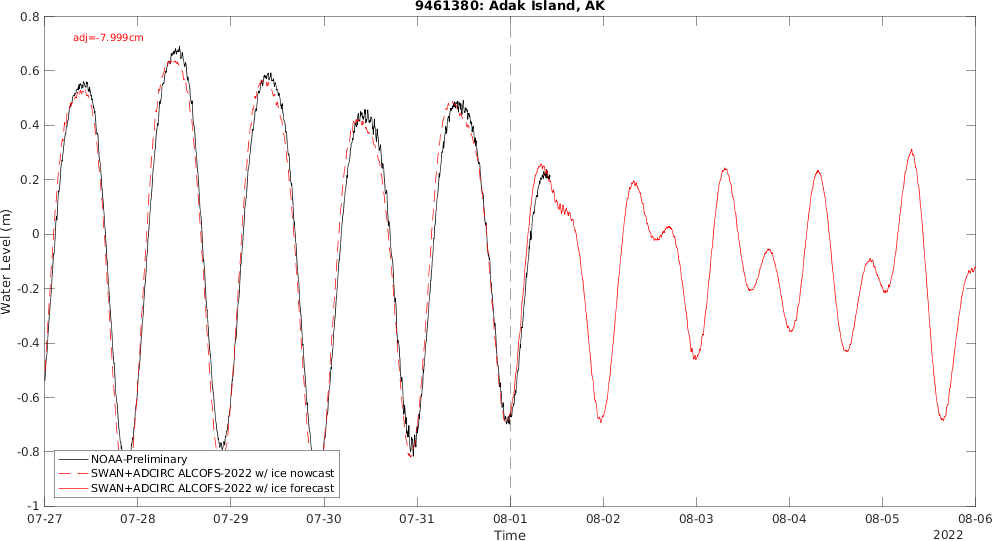 9461380: Adak Island, AK
adj=-7.999cm
0.8
0.6
0.4
0.2
0
-0.2
-0.4
-0.6
-0.8
-1
Water Level (m)
NOAA-Preliminary
SWAN+ADCIRC ALCOFS-2022 w/ ice nowcast
SWAN+ADCIRC ALCOFS-2022 w/ ice forecast
07-27 07-28 07-29 07-30 07-31 08-01 08-02 08-03 08-04 08-05 08-06
Time
2022